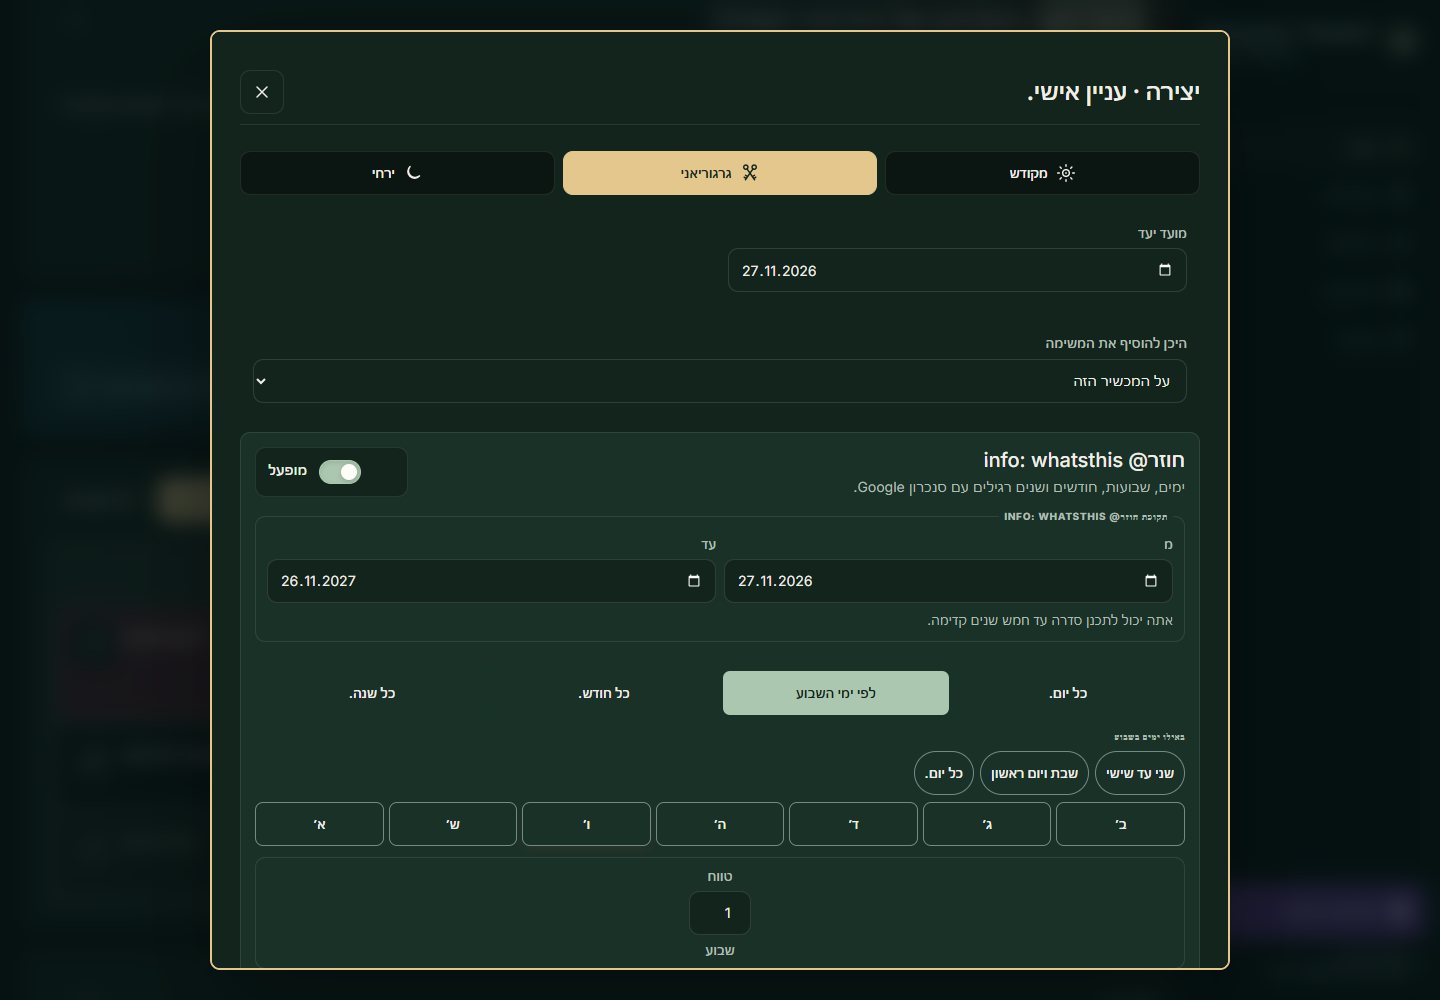 יצירה · עניין אישי.
מקודש
גרגוריאני
ירחי
מועד יעד
27.11.2026
היכן להוסיף את המשימה
על המכשיר הזה
חוזר@ info: whatsthis
מופעל
ימים, שבועות, חודשים ושנים רגילים עם סנכרון Google.
תקופת חוזר@ INFO: WHATSTHIS
מ
עד
27.11.2026
26.11.2027
אתה יכול לתכנן סדרה עד חמש שנים קדימה.
כל יום.
לפי ימי השבוע
כל חודש.
כל שנה.
באילו ימים בשבוע
שני עד שישי
שבת ויום ראשון
כל יום.
ב׳
ג׳
ד׳
ה׳
ו׳
ש׳
א׳
טווח
1
שבוע